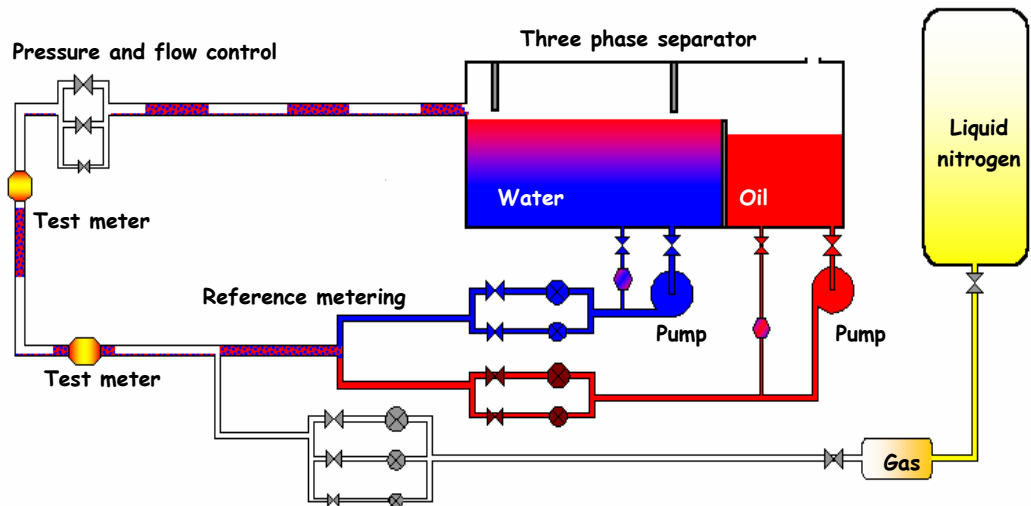 Three phase separator
Pressure and flow control
Liquid
nitrogen
Water
Oil
Test meter
Reference metering
Pump
Pump
Test meter
Gas